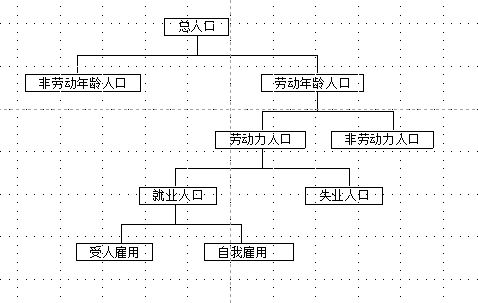 总人口
非劳动年龄人口
劳动年龄人口
劳动力人口
非劳动力人口
就业人口
失业人口
受人雇用
自我雇用